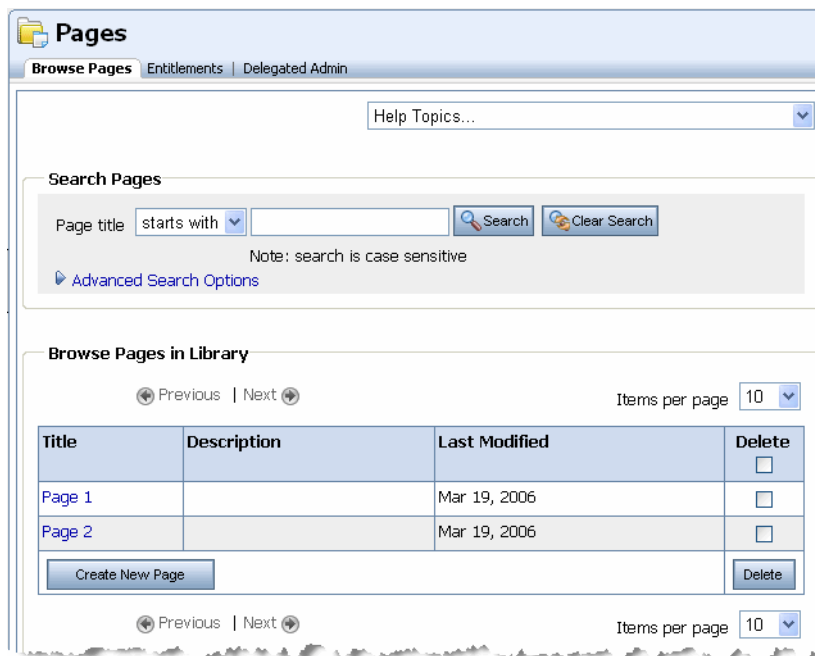 Pages
Browse Pages Entitlements | Delegated Admin
Help Topics...
Search Pages
Page title starts with Search Clear Search
Note: search is case sensitive
Advanced Search Options
Browse Pages in Library
Previous | Next Items per page 10
Title Description Last Modified Delete
Page 1 Mar 19, 2006
Page 2 Mar 19, 2006
Create New Page Delete
Previous | Next Items per page 10